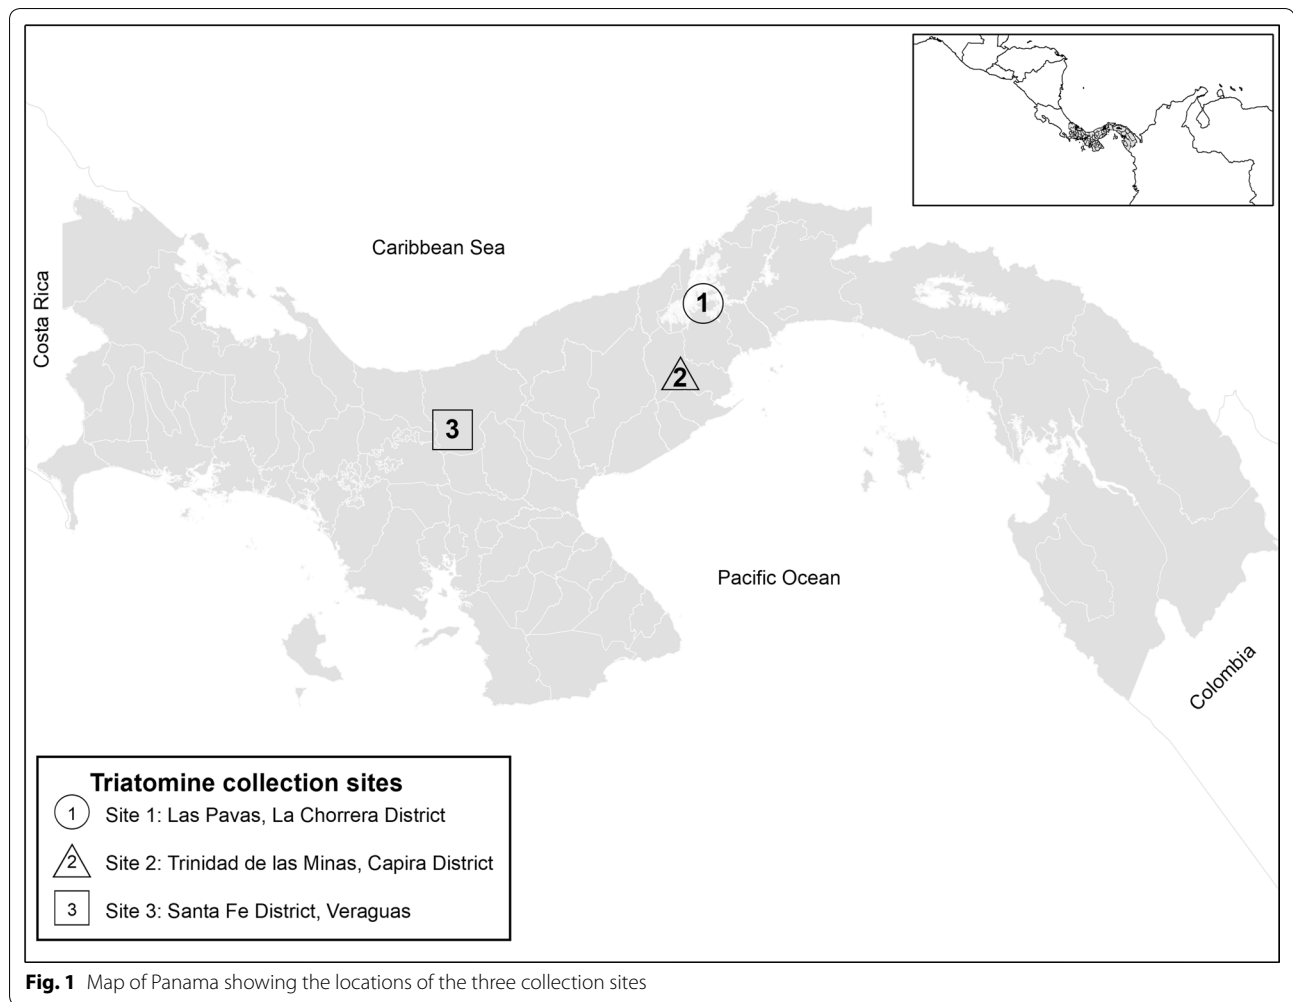 Caribbean Sea
Costa Rica
1
2
3
Pacific Ocean
Colombia
Triatomine collection sites
1 Site 1: Las Pavas, La Chorrera District
2 Site 2: Trinidad de las Minas, Capira District
3 Site 3: Santa Fe District, Veraguas
Fig. 1 Map of Panama showing the locations of the three collection sites